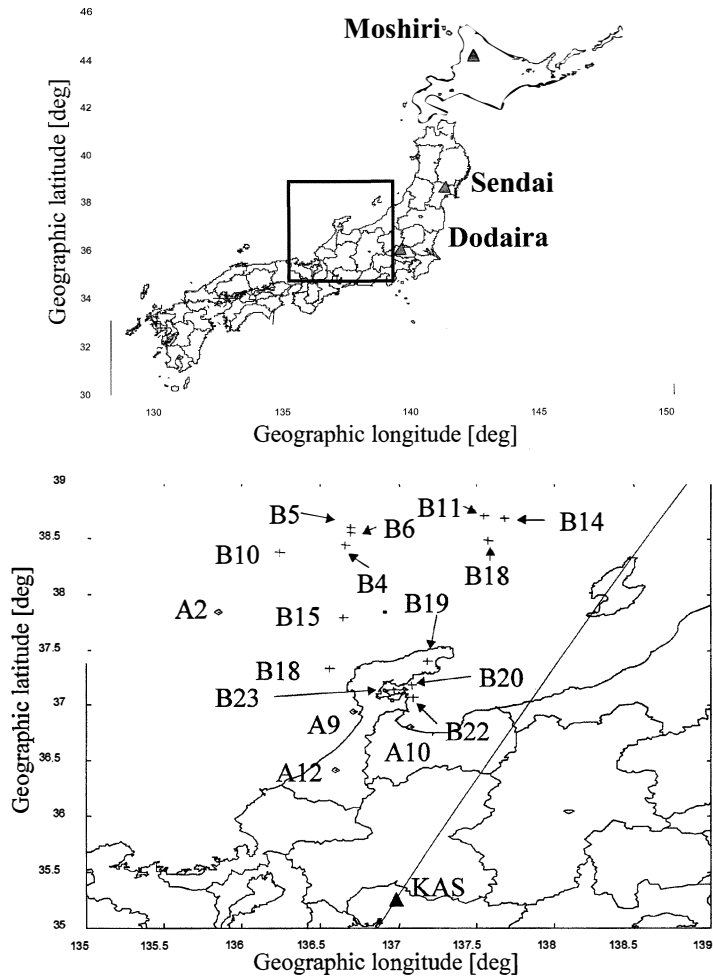 46
Moshiri
44
42
40
Sendai
38
Dodaira
36
34
32
30
130 135 140 145 150
Geographic latitude [deg]
Geographic longitude [deg]
39
B5 B11
B6 B14
38.5
B10 B18
B4
38
A2 B15 B19
37.5
B18 B20
B23
37
A9 B22
A10
36.5
A12
36
35.5
KAS
35
135 135.5 136 136.5 137 137.5 138 138.5 139
Geographic latitude [deg]
Geographic longitude [deg]